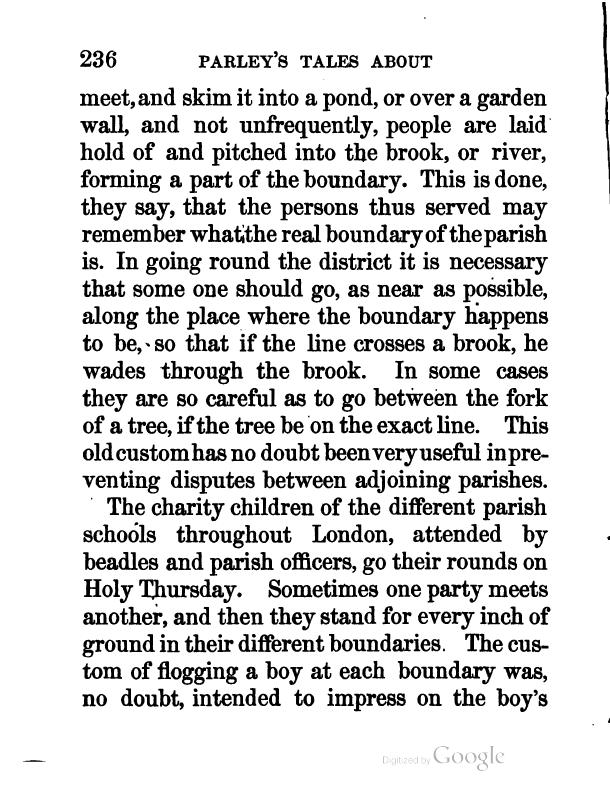 236 PARLEY'S TALES ABOUT
meet, and skim it into a pond, or over a garden
wall, and not unfrequently, people are laid
hold of and pitched into the brook, or river,
forming a part of the boundary. This is done,
they say, that the persons thus served may
remember what the real boundary of the parish
is. In going round the district it is necessary
that some one should go, as near as possible,
along the place where the boundary happens
to be, so that if the line crosses a brook, he
wades through the brook. In some cases
they are so careful as to go between the fork
of a tree, if the tree be on the exact line. This
old custom has no doubt been very useful in pre-
venting disputes between adjoining parishes.
The charity children of the different parish
schools throughout London, attended by
beadles and parish officers, go their rounds on
Holy Thursday. Sometimes one party meets
another, and then they stand for every inch of
ground in their different boundaries. The cus-
tom of flogging a boy at each boundary was,
no doubt, intended to impress on the boy's
Digitized by Google